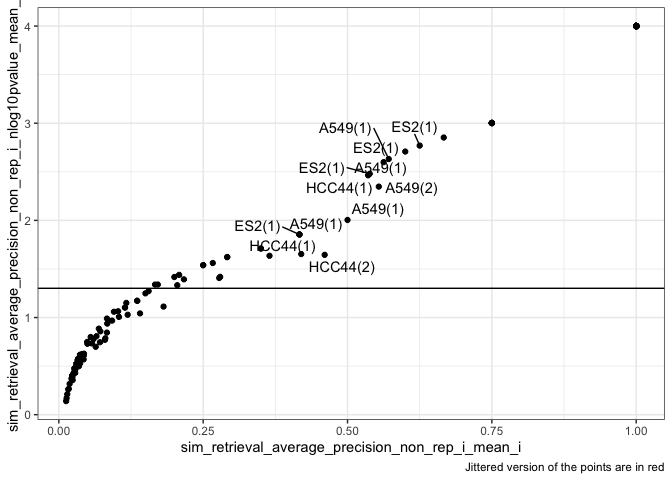 sim_retrieval_average_precision_non_rep_i_nlog10pvalue_mean_
4
3
2
1
0
A549(1)
ES2(1)
ES2(1)
ES2(1)
A549(1)
HCC44(1)
A549(2)
A549(1)
ES2(1)
A549(1)
HCC44(1)
HCC44(2)
0.00
0.25
0.50
0.75
1.00
sim_retrieval_average_precision_non_rep_i_mean_i
Jittered version of the points are in red